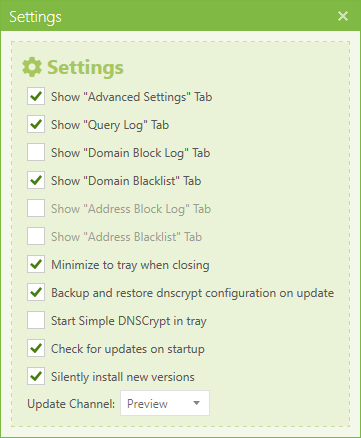 Settings
Settings
Show "Advanced Settings" Tab
Show "Query Log" Tab
Show "Domain Block Log" Tab
Show "Domain Blacklist" Tab
Show "Address Block Log" Tab
Show "Address Blacklist" Tab
Minimize to tray when closing
Backup and restore dnscrypt configuration on update
Start Simple DNSCrypt in tray
Check for updates on startup
Silently install new versions
Update Channel: Preview